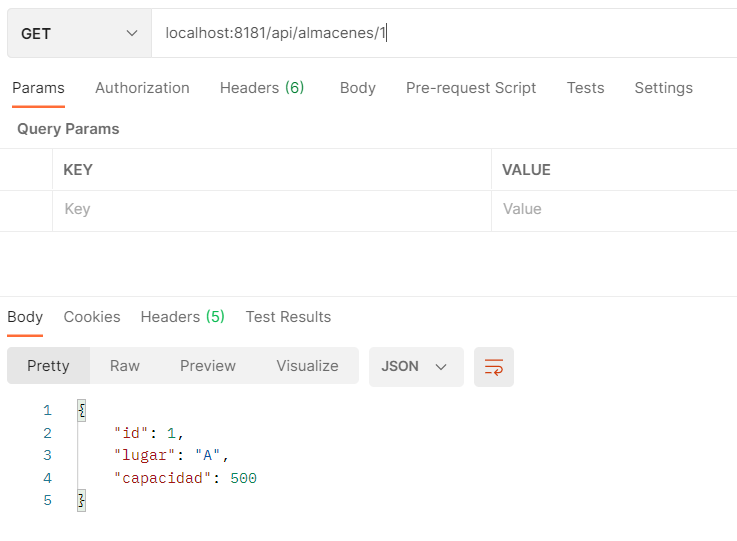 GET localhost:8181/api/almacenes/1
Params Authorization Headers (6) Body Pre-request Script Tests Settings
Query Params
KEY VALUE
Key Value
Body Cookies Headers (5) Test Results
Pretty Raw Preview Visualize JSON
1 {
2 "id": 1,
3 "lugar": "A",
4 "capacidad": 500
5 }